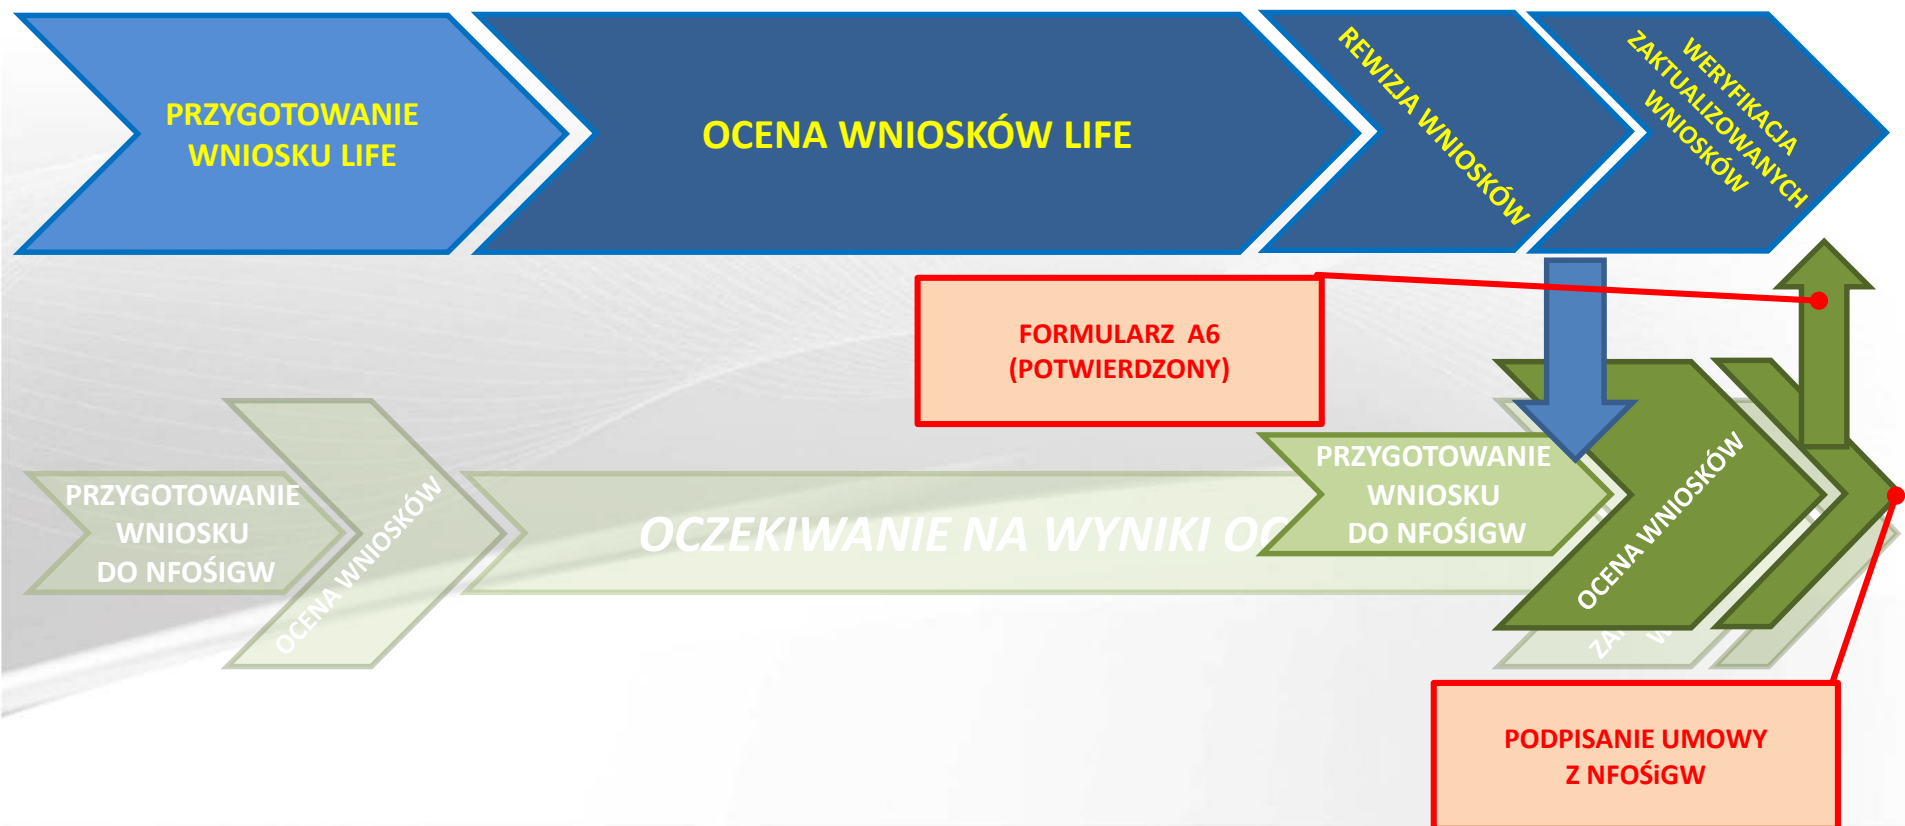 PRZYGOTOWANIE
WNIOSKU LIFE
OCENA WNIOSKÓW LIFE
REWIZJA WNIOSKÓW
WERYFIKACJA
ZAKTUALIZOWANYCH
WNIOSKÓW
FORMULARZ A6
(POTWIERDZONY)
PRZYGOTOWANIE
WNIOSKU
DO NFOŚIGW
OCENA WNIOSKÓW
OCZEKIWANIE NA WYNIKI
PRZYGOTOWANIE
WNIOSKU
DO NFOŚIGW
OCENA WNIOSKÓW
PODPISANIE UMOWY
Z NFOŚiGW